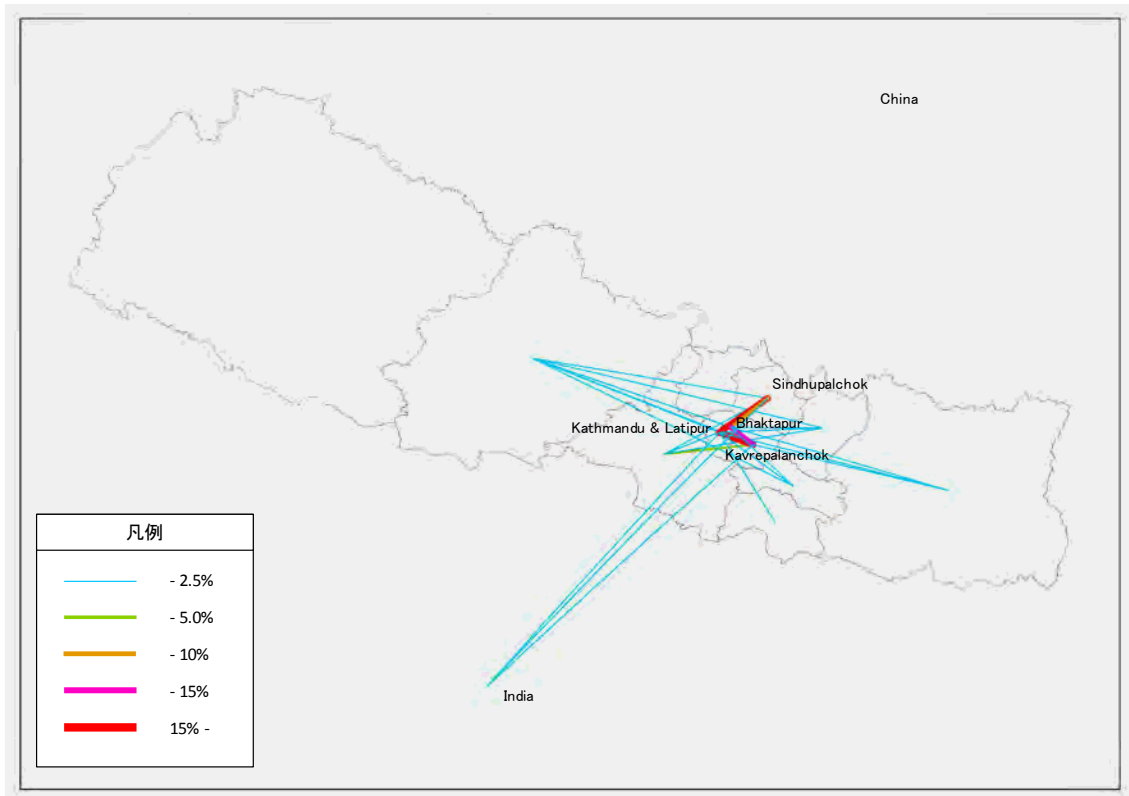 China
Sindhupalchok
Bhaktapur
Kathmandu & Latipur
Kavrepalanchok
凡例
- 2.5%
- 5.0%
- 10%
- 15%
15% -
India